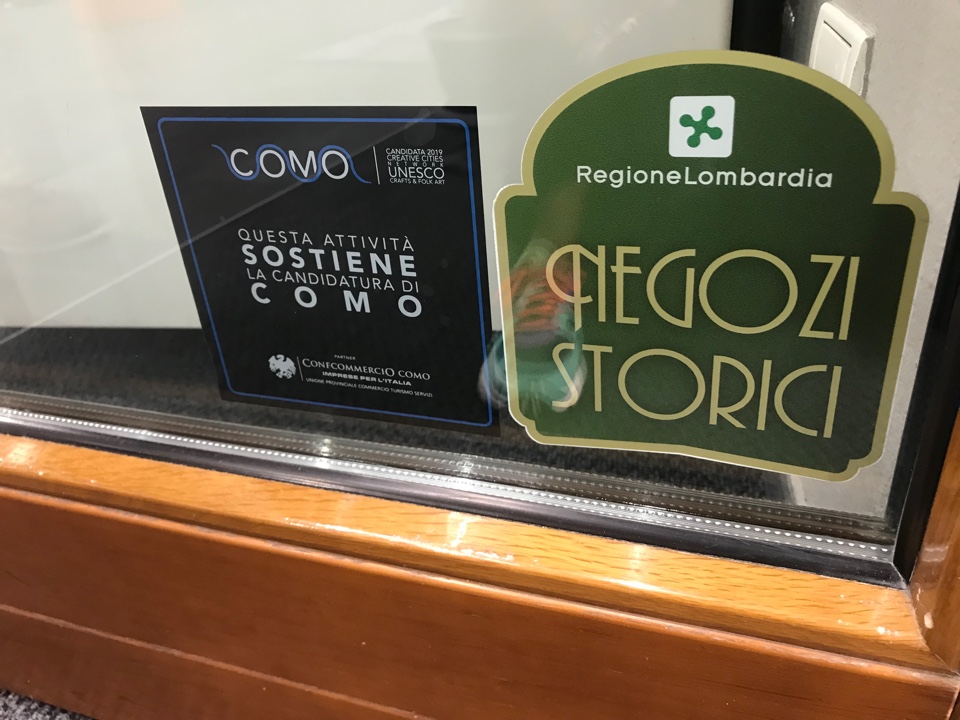 COMO
CANDIDATA 2019
CREATIVE CITIES
NETWORK
UNESCO
CRAFTS & FOLK ART
QUESTA ATTIVITÀ
SOSTIENE
LA CANDIDATURA DI
COMO
PARTNER
CONFCOMMERCIO COMO
IMPRESE PER L'ITALIA
UNIONE PROVINCIALE COMMERCIO TURISMO SERVIZI
RegioneLombardia
NEGOZI
STORICI